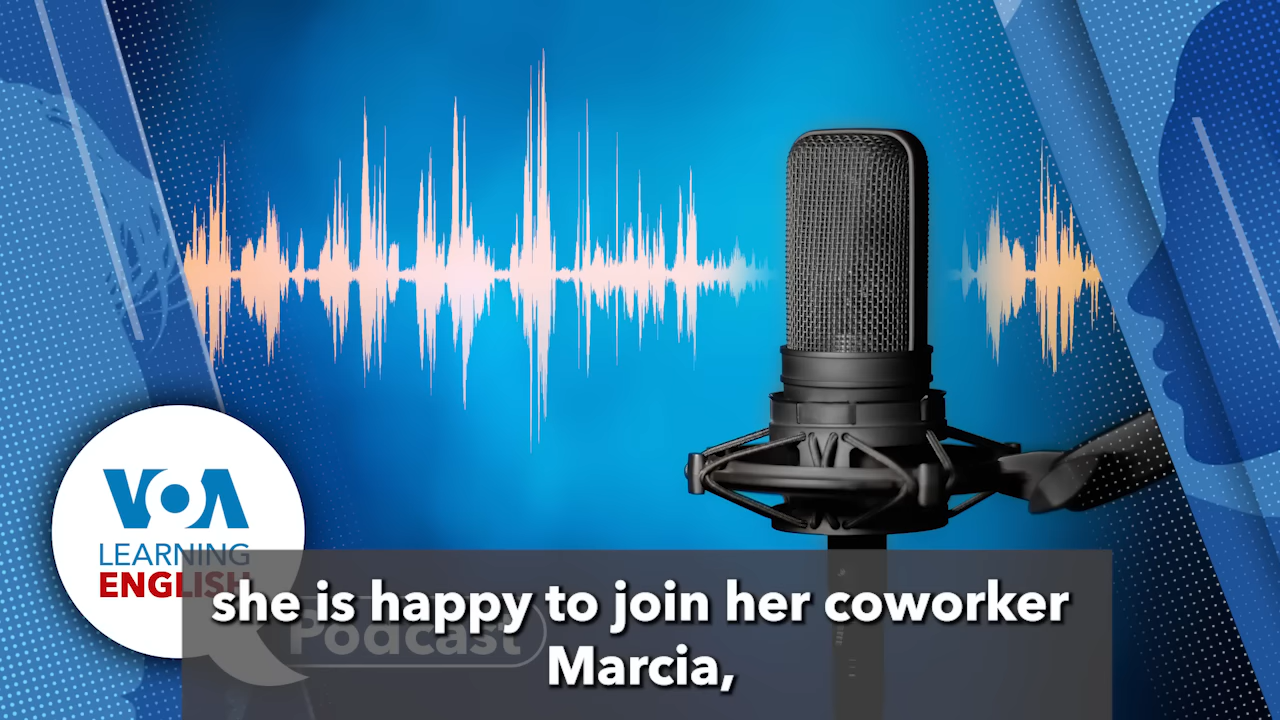 VOA
LEARNING
ENGLISH
Podcast
she is happy to join her coworker
Marcia,